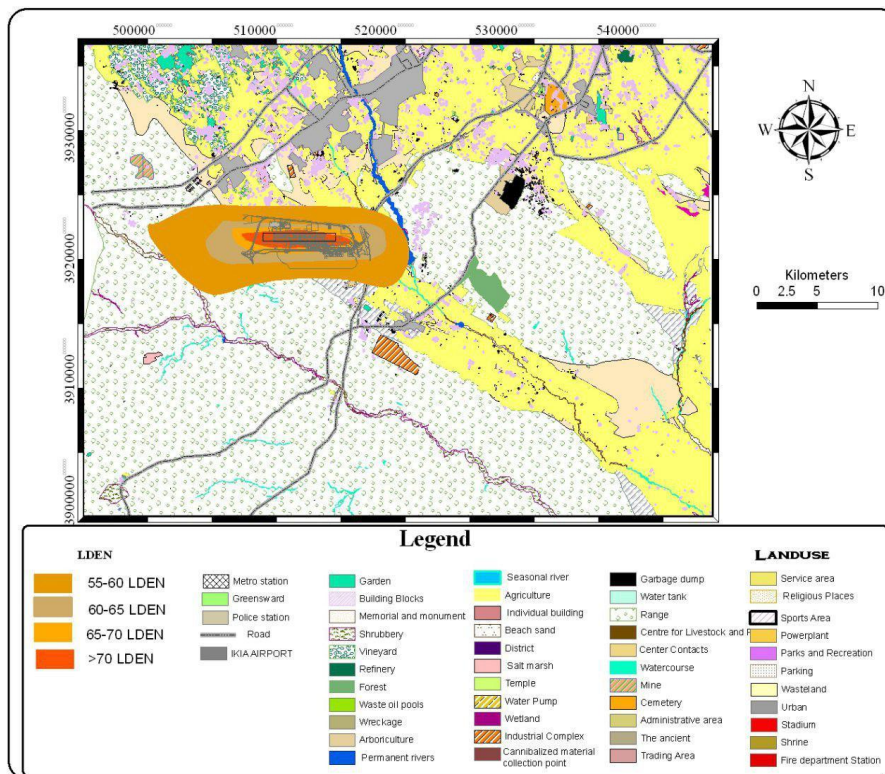 500000 510000 520000 530000 540000
3930000
3920000
3910000
3900000
N
W E
S
Kilometers
0 2.5 5 10
Legend
LDEN
55-60 LDEN
60-65 LDEN
65-70 LDEN
>70 LDEN
Metro station
Greensward
Police station
Road
IKIA AIRPORT
Garden
Building Blocks
Memorial and monument
Shrubbery
Vineyard
Refinery
Forest
Waste oil pools
Wreckage
Arboriculture
Permanent rivers
Seasonal river
Agriculture
Individual building
Beach sand
District
Salt marsh
Temple
Water Pump
Wetland
Industrial Complex
Cannibalized material
collection point
Garbage dump
Water tank
Range
Centre for Livestock and
Center Contacts
Watercourse
Mine
Cemetery
Administrative area
The ancient
Trading Area
LANDUSE
Service area
Religious Places
Sports Area
Powerplant
Parks and Recreation
Parking
Wasteland
Urban
Stadium
Shrine
Fire department Station